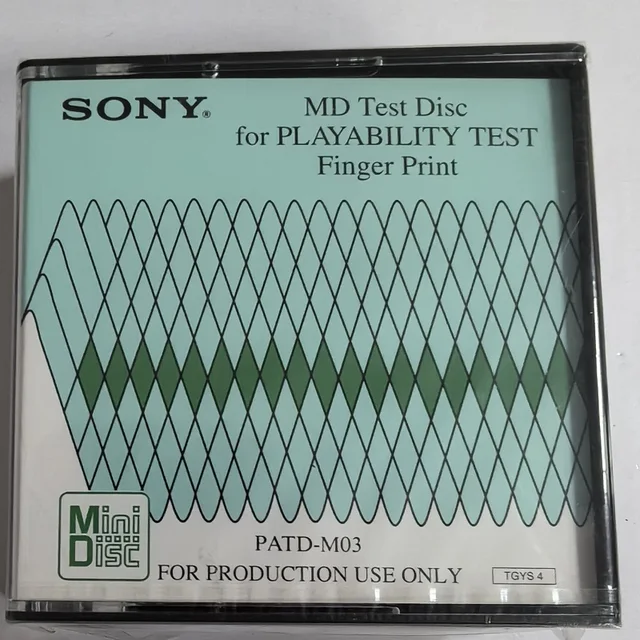 SONY®
MD Test Disc
for PLAYABILITY TEST
Finger Print
Mini
Disc
PATD-M03
FOR PRODUCTION USE ONLY
TGYS 4